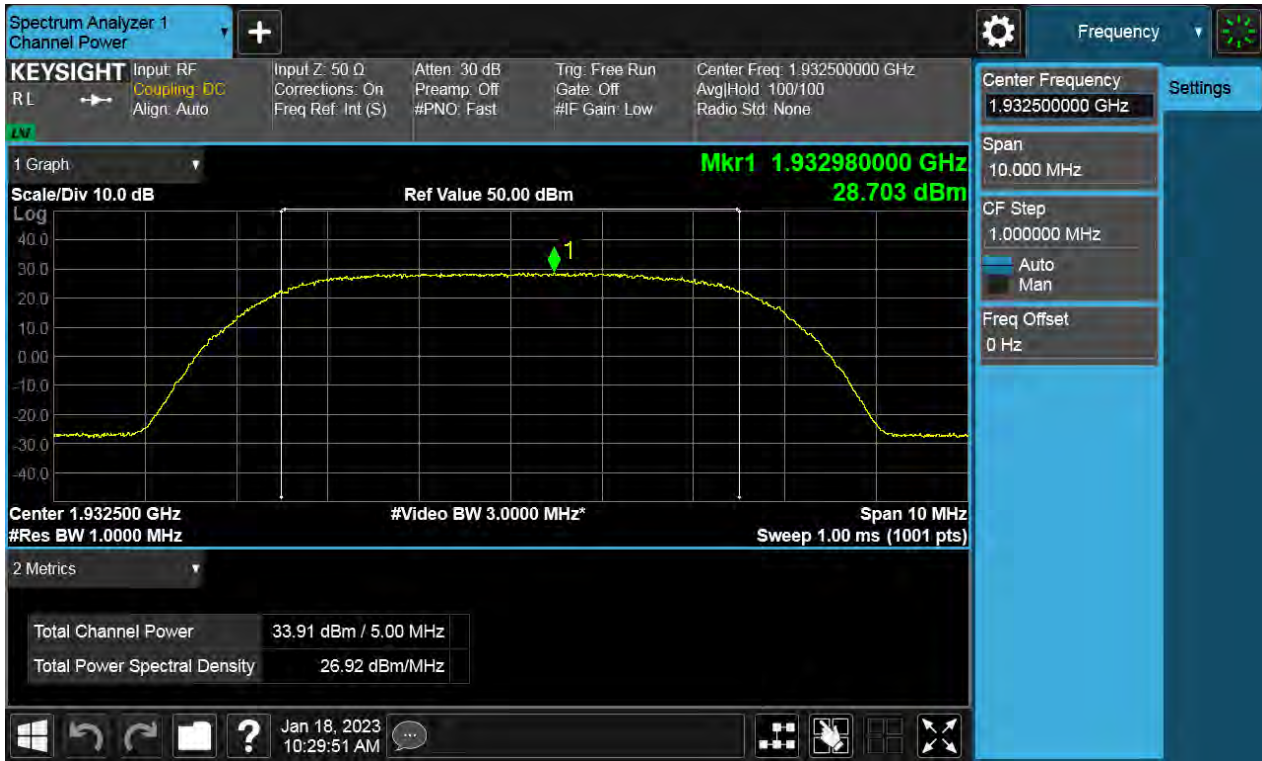 Spectrum Analyzer 1
Channel Power
+
Frequency
KEYSIGHT
RL
LXI
Input: RF
Coupling: DC
Align: Auto
Input Z: 50 Ω
Corrections: On
Freq Ref: Int (S)
Atten: 30 dB
Preamp: Off
#PNO: Fast
Trig: Free Run
Gate: Off
#IF Gain: Low
Center Freq: 1.932500000 GHz
Avg|Hold: 100/100
Radio Std: None
Center Frequency
1.932500000 GHz
Settings
Span
10.000 MHz
CF Step
1.000000 MHz
Auto
Man
Freq Offset
0 Hz
1 Graph
Mkr1 1.932980000 GHz
28.703 dBm
Scale/Div 10.0 dB
Ref Value 50.00 dBm
Log
40.0
30.0
20.0
10.0
0.00
-10.0
-20.0
-30.0
-40.0
1
Center 1.932500 GHz
#Video BW 3.0000 MHz*
Span 10 MHz
#Res BW 1.0000 MHz
Sweep 1.00 ms (1001 pts)
2 Metrics
Total Channel Power 33.91 dBm / 5.00 MHz
Total Power Spectral Density 26.92 dBm/MHz
?
Jan 18, 2023
10:29:51 AM